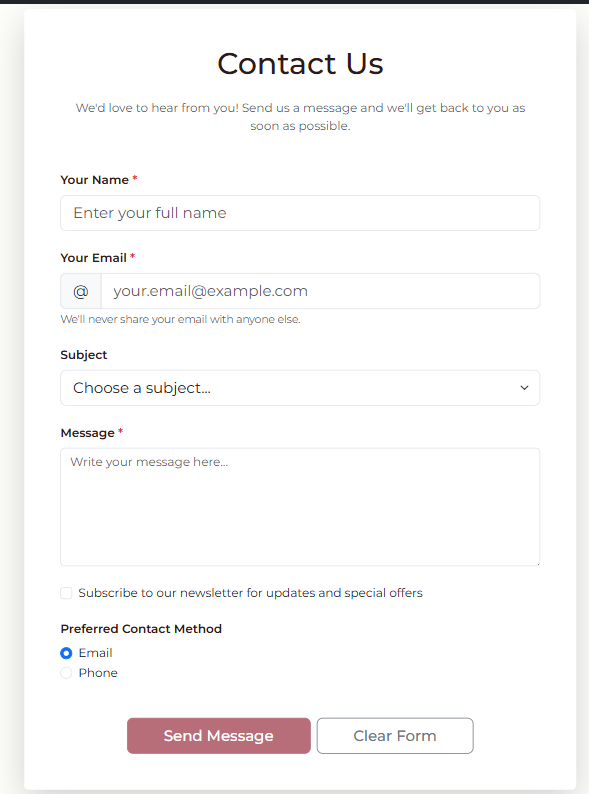 Contact Us
We'd love to hear from you! Send us a message and we'll get back to you as
soon as possible.
Your Name *
Enter your full name
Your Email *
@ your.email@example.com
We'll never share your email with anyone else.
Subject
Choose a subject...
Message *
Write your message here...
Subscribe to our newsletter for updates and special offers
Preferred Contact Method
Email
Phone
Send Message Clear Form